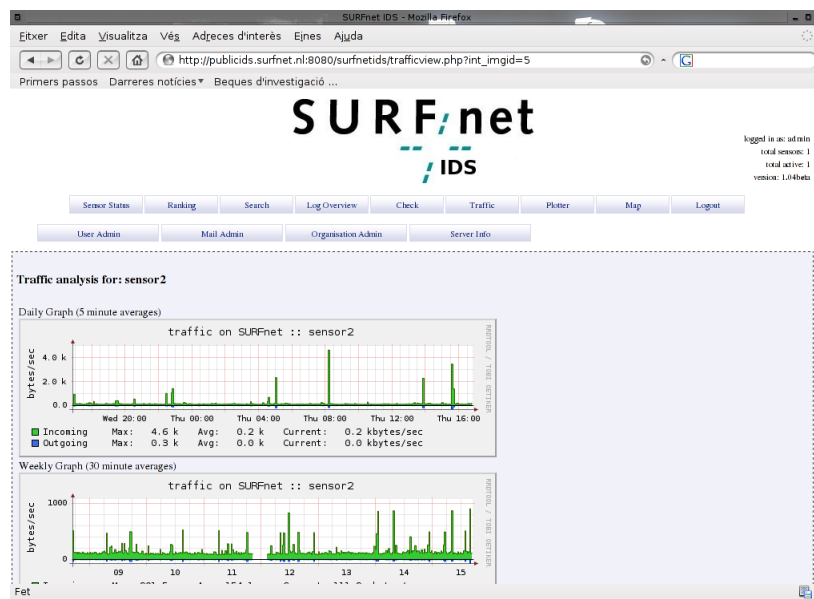 SURFnet IDS - Mozilla Firefox
Fitxer Edita Visualitza Vés Adreces d'interès Eines Ajuda
http://publicids.surfnet.nl:8080/surfnetids/trafficview.php?int_imgid=5
G
Primers passos Darreres notícies Beques d'investigació ...
SURFnet
IDS
logged in as: admin
total sensors: 1
total active: 1
version: 1.04beta
Sensor Status Ranking Search Log Overview Check Traffic Plotter Map Logout
User Admin Mail Admin Organisation Admin Server Info
Traffic analysis for: sensor2
Daily Graph (5 minute averages)
traffic on SURFnet :: sensor2
RRDTOOL / TOBI OETIKER
bytes/sec
4.0 k
2.0 k
0.0
Wed 20:00 Thu 00:00 Thu 04:00 Thu 08:00 Thu 12:00 Thu 16:00
Incoming Max: 4.6 k Avg: 0.2 k Current: 0.2 kbytes/sec
Outgoing Max: 0.3 k Avg: 0.0 k Current: 0.0 kbytes/sec
Weekly Graph (30 minute averages)
traffic on SURFnet :: sensor2
RRDTOOL / TOBI OETIKER
bytes/sec
1000
0
09 10 11 12 13 14 15
Fet